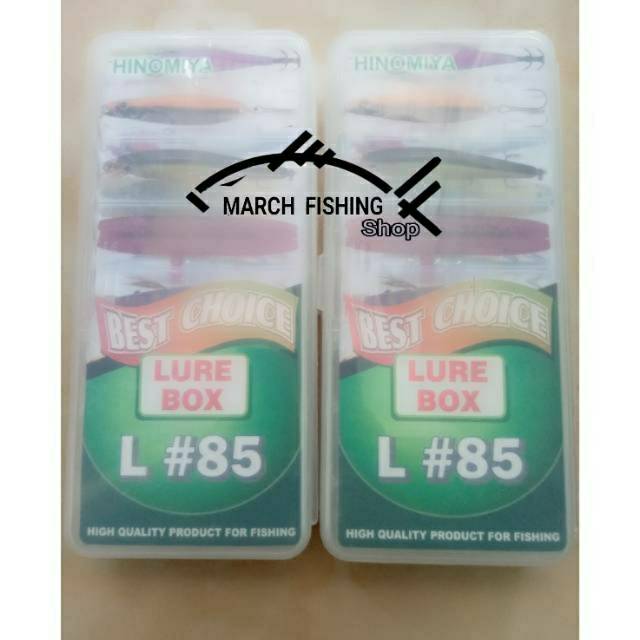 HINOMIYA
BEST CHOICE
LURE
BOX
L #85
HIGH QUALITY PRODUCT FOR FISHING
HINOMIYA
BEST CHOICE
LURE
BOX
L #85
HIGH QUALITY PRODUCT FOR FISHING
MARCH FISHING
Shop